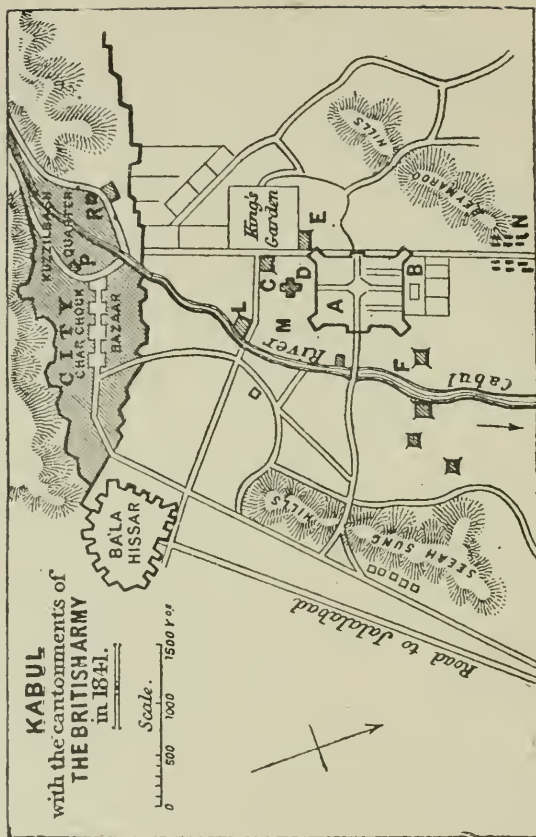 KABUL
with the cantonments of
THE BRITISH ARMY
in 1841.
Scale.
0 500 1000 1500 Yds
BA'LA
HISSAR
CITY
CHAR CHOUK
BAZAAR
KUZZILBACH
QUARTER
P
R
L
King's
Garden
C
E
D
M
A
B
F
N
River
Cabul
HILLS
BEYMAROO
HILLS
SEEAH SUNG
Road to Jalalabad